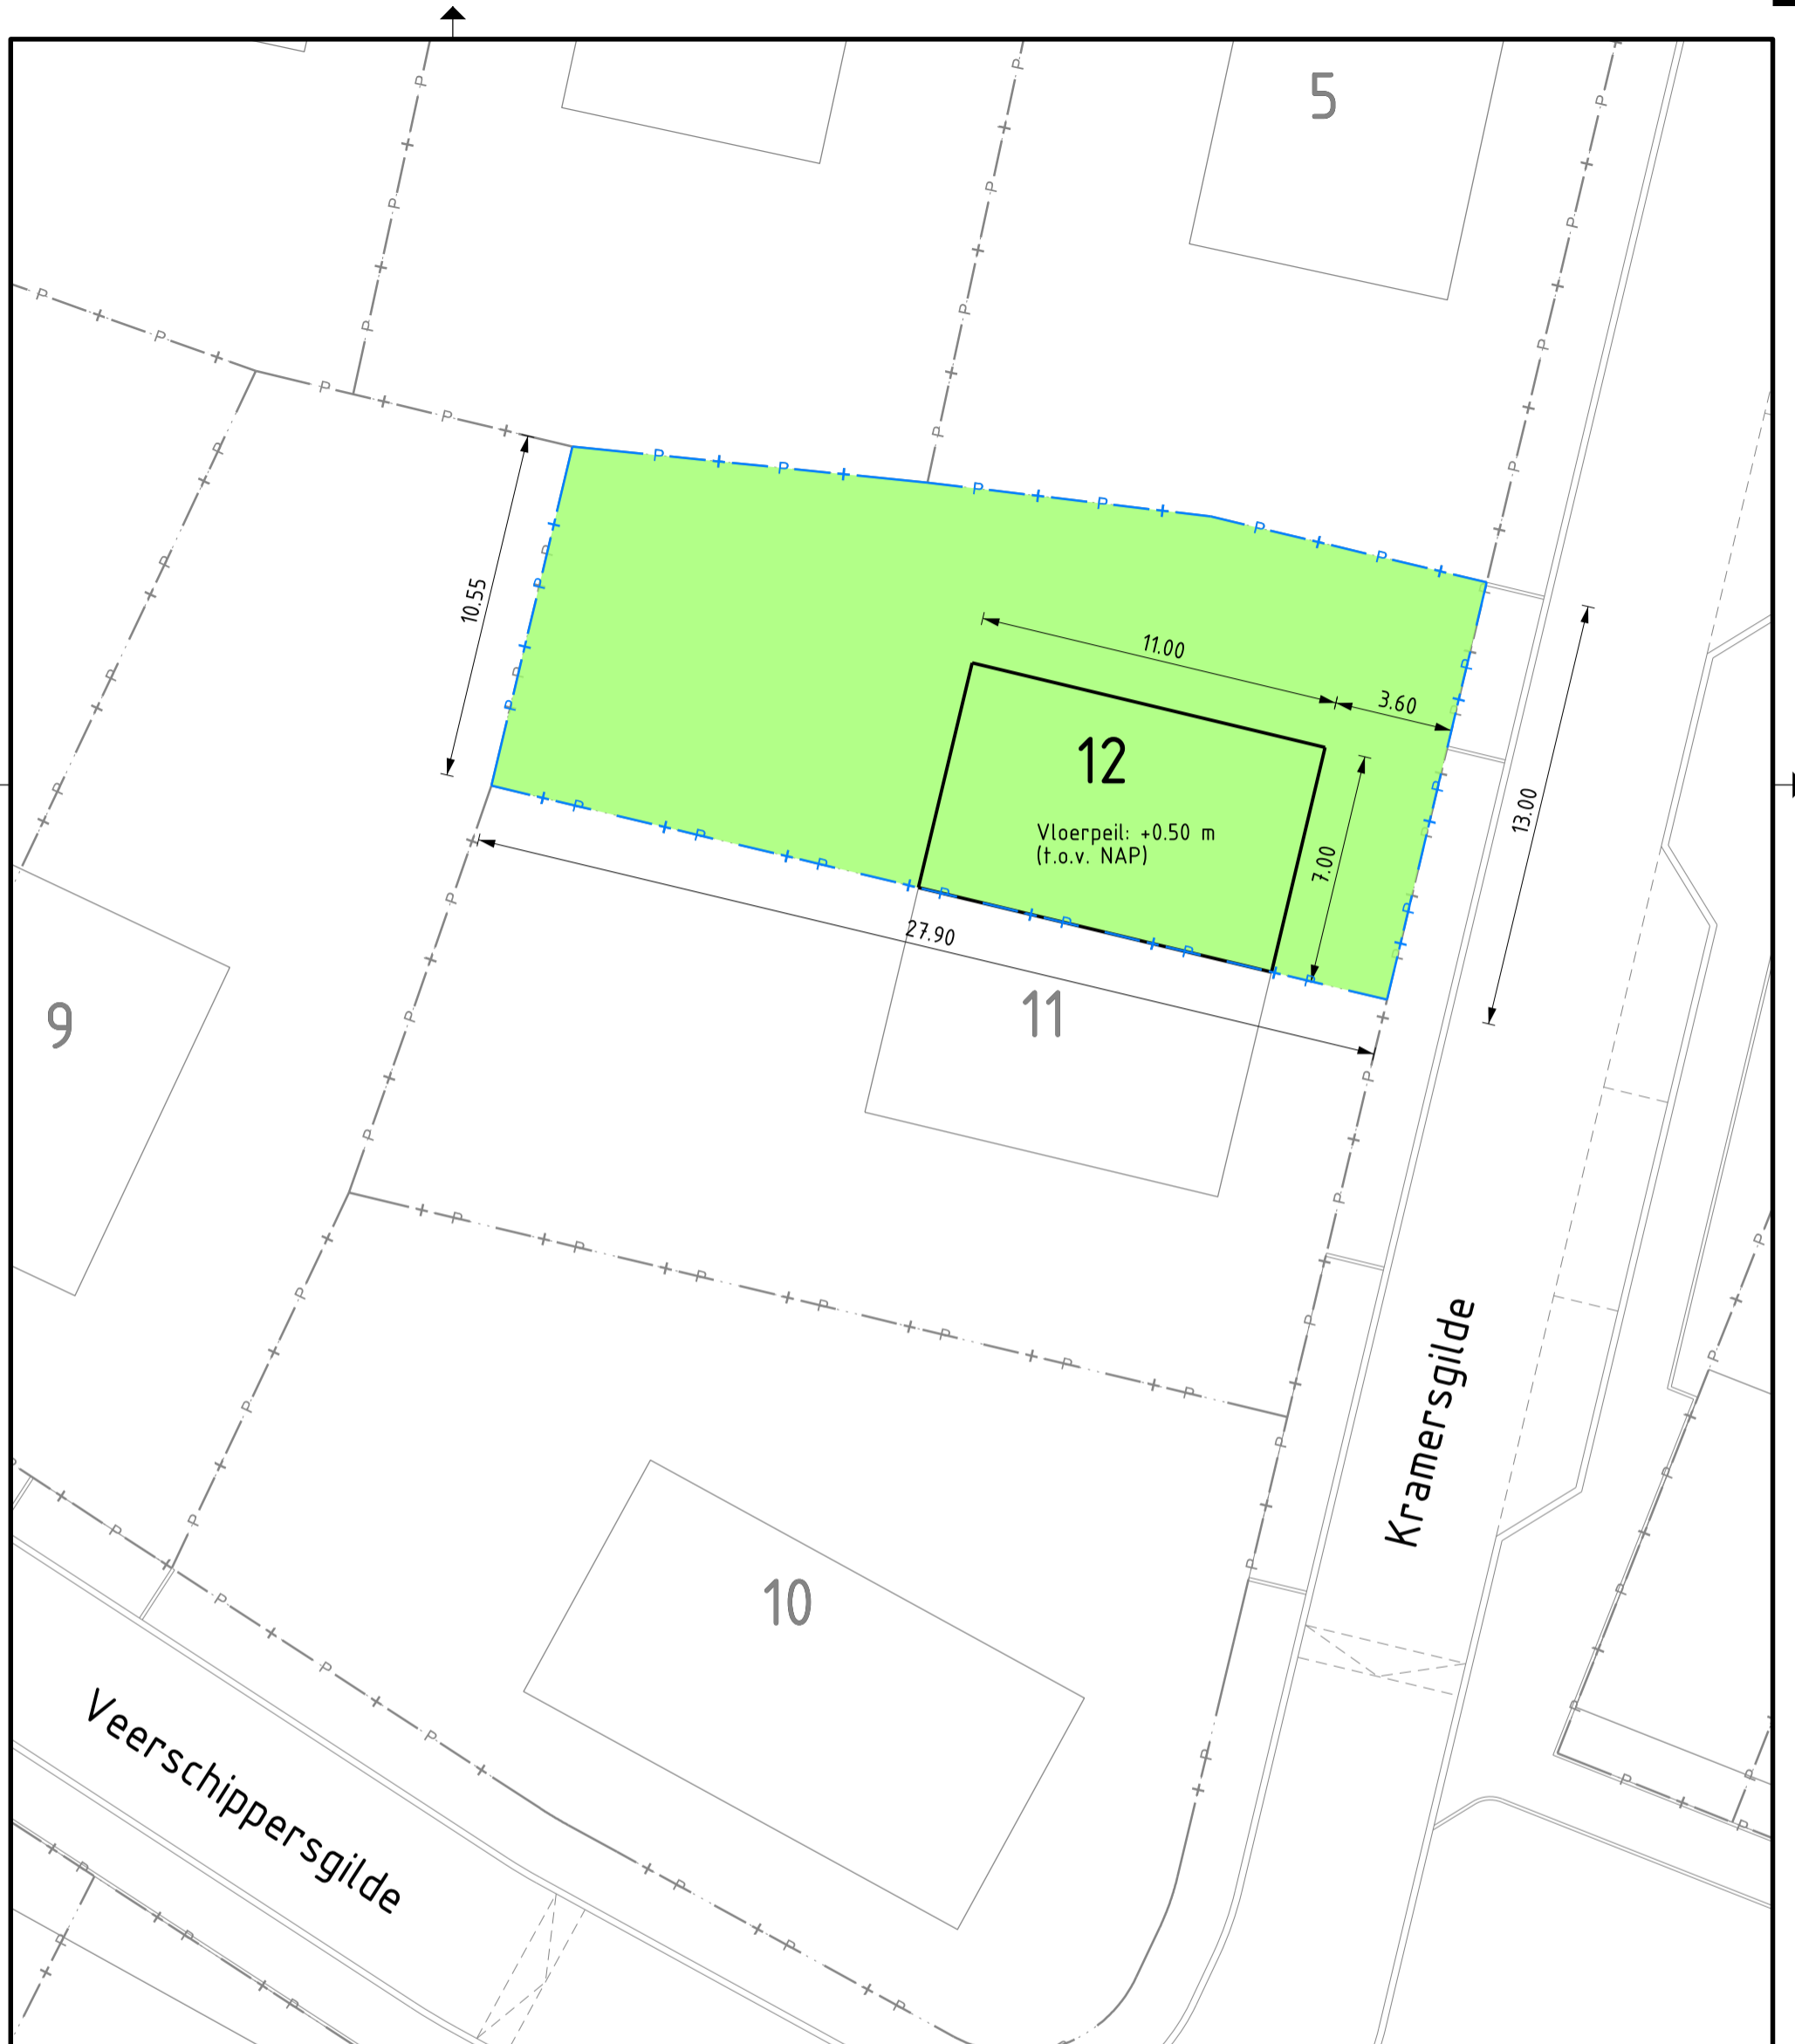 5
10.55
11.00
3.60
12
Vloerpeil: +0.50 m
(t.o.v. NAP)
7.00
13.00
27.90
11
9
10
Kramersgilde
Veerschippersgilde